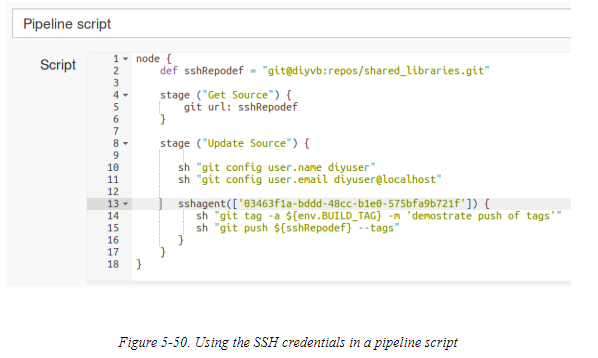 Pipeline script
Script
1 node {
2 def sshRepodef = "git@diyvb:repos/shared_libraries.git"
3
4 stage ("Get Source") {
5 git url: sshRepodef
6 }
7
8 stage ("Update Source") {
9
10 sh "git config user.name diyuser"
11 sh "git config user.email diyuser@localhost"
12
13 sshagent(['03463f1a-bddd-48cc-b1e0-575bfa9b721f']) {
14 sh "git tag -a ${env.BUILD_TAG} -m 'demostrate push of tags'"
15 sh "git push ${sshRepodef} --tags"
16 }
17 }
18 }
Figure 5-50. Using the SSH credentials in a pipeline script